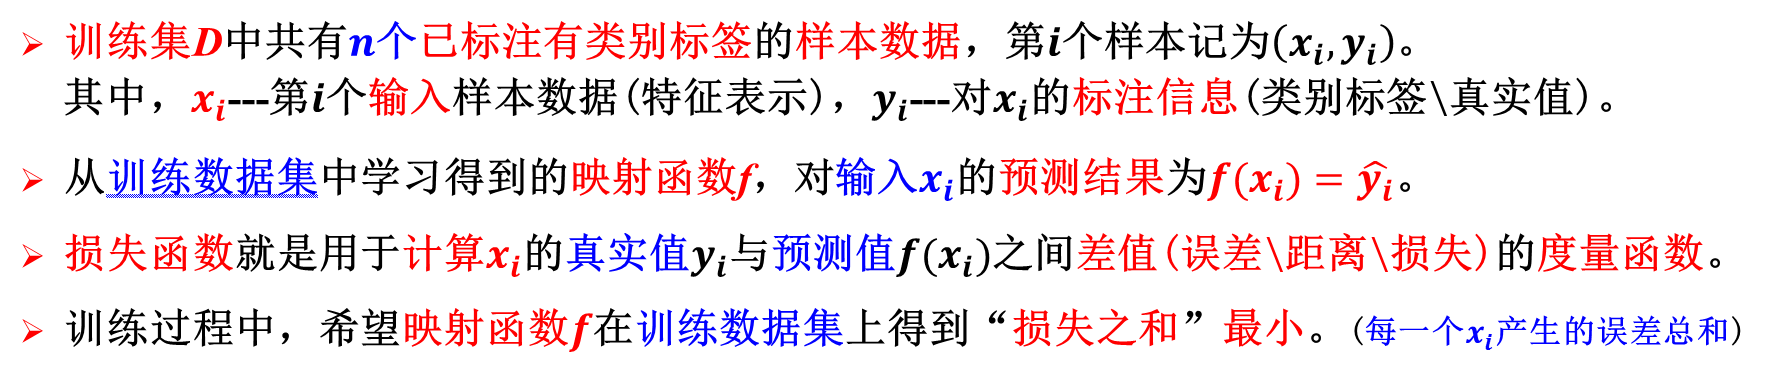 ➢ 训练集D中共有n个已标注有类别标签的样本数据，第i个样本记为(xᵢ, yᵢ)。
其中，xᵢ---第i个输入样本数据(特征表示)，yᵢ---对xᵢ的标注信息(类别标签\真实值)。
➢ 从训练数据集中学习得到的映射函数f，对输入xᵢ的预测结果为f(xᵢ) = ŷᵢ。
➢ 损失函数就是用于计算xᵢ的真实值yᵢ与预测值f(xᵢ)之间差值(误差\距离\损失)的度量函数。
➢ 训练过程中，希望映射函数f在训练数据集上得到“损失之和”最小。(每一个xᵢ产生的误差总和)